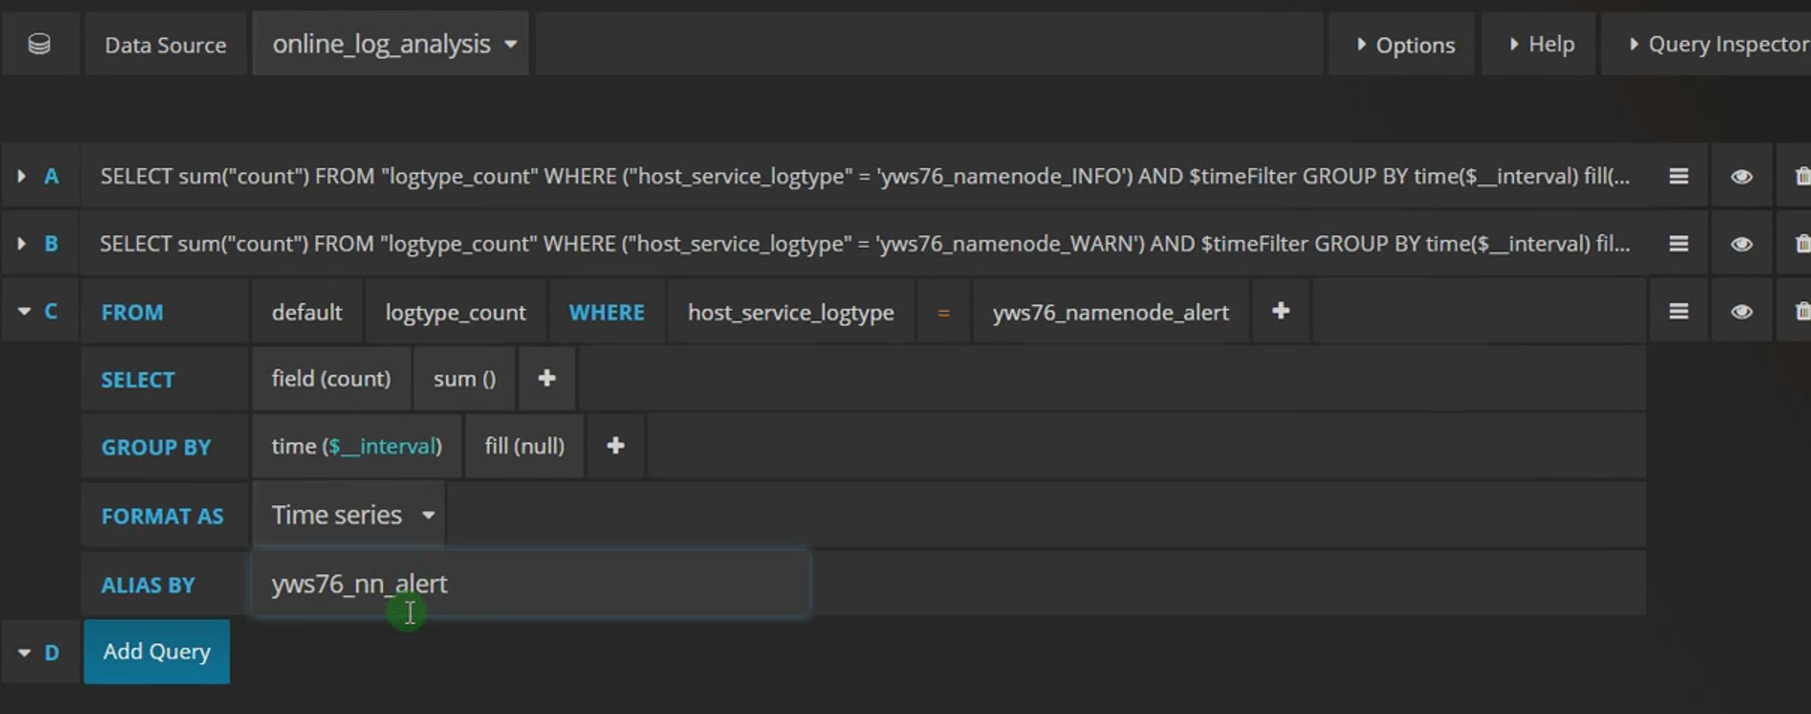 Data Source online_log_analysis Options Help Query Inspector
A SELECT sum("count") FROM "logtype_count" WHERE ("host_service_logtype" = 'yws76_namenode_INFO') AND $timeFilter GROUP BY time($__interval) fill(...
B SELECT sum("count") FROM "logtype_count" WHERE ("host_service_logtype" = 'yws76_namenode_WARN') AND $timeFilter GROUP BY time($__interval) fil...
C FROM default logtype_count WHERE host_service_logtype = yws76_namenode_alert +
SELECT field (count) sum () +
GROUP BY time ($__interval) fill (null) +
FORMAT AS Time series
ALIAS BY yws76_nn_alert
D Add Query